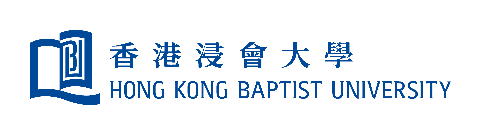 香港浸會大學
HONG KONG BAPTIST UNIVERSITY